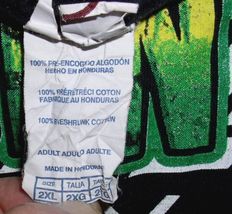 100% PRE-ENCOGIDO ALGODÓN
HECHO EN HONDURAS
100% PRÉRETRÉCI COTON
FABRIQUÉ AU HONDURAS
100% PRESHRUNK COTTON
ADULT ADULTO ADULTE
MADE IN HONDURAS
SIZE TALLA
2XL 2XG